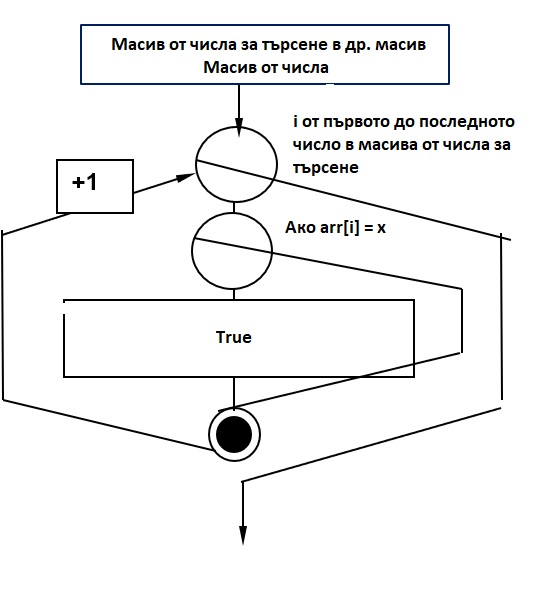 Масив от числа за търсене в др. масив
Масив от числа
i от първото до последното
число в масива от числа за
търсене
+1
Ако arr[i] = x
True